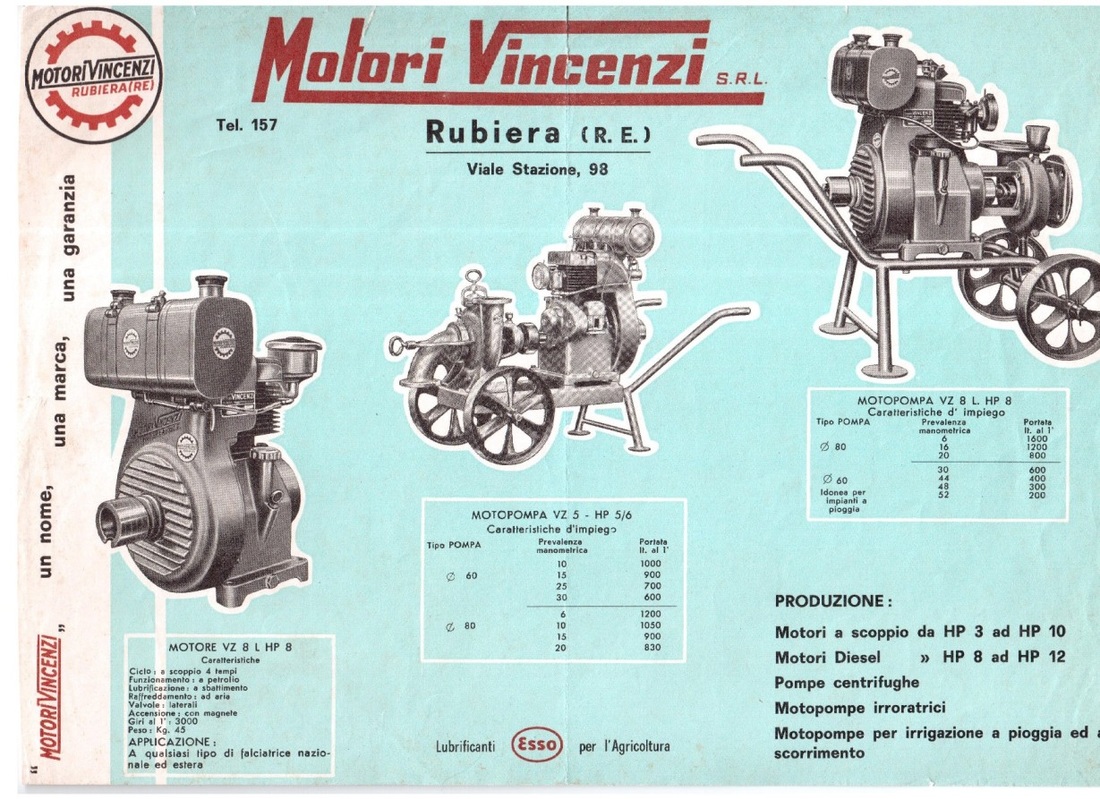 MOTORI VINCENZI
RUBIERA (RE)
Motori Vincenzi S.R.L.
Tel. 157
Rubiera (R. E.)
Viale Stazione, 98
" MOTORI VINCENZI " un nome, una marca, una garanzia
VINCENZI
MOTORI VINCENZI
MOTORE VZ 8 L HP 8
Caratteristiche
Ciclo: a scoppio 4 tempi
Funzionamento: a petrolio
Lubrificazione: a sbattimento
Raffreddamento: ad aria
Valvole: laterali
Accensione: con magnete
Giri al 1': 3000
Peso: Kg. 45
APPLICAZIONE:
A qualsiasi tipo di falciatrice nazio-
nale ed estera
MOTOPOMPA VZ 5 - HP 5/6
Caratteristiche d'impiego
Tipo POMPA Prevalenza manometrica Portata lt. al 1'
∅ 60
10 1000
15 900
25 700
30 600
∅ 80
6 1200
10 1050
15 900
20 830
MOTOPOMPA VZ 8 L. HP 8
Caratteristiche d' impiego
Tipo POMPA Prevalenza manometrica Portata lt. al 1'
∅ 80
6 1600
16 1200
20 800
∅ 60
Idonea per
impianti a
pioggia
30 600
44 400
48 300
52 200
PRODUZIONE:
Motori a scoppio da HP 3 ad HP 10
Motori Diesel » HP 8 ad HP 12
Pompe centrifughe
Motopompe irroratrici
Motopompe per irrigazione a pioggia ed a
scorrimento
Lubrificanti Esso per l'Agricoltura